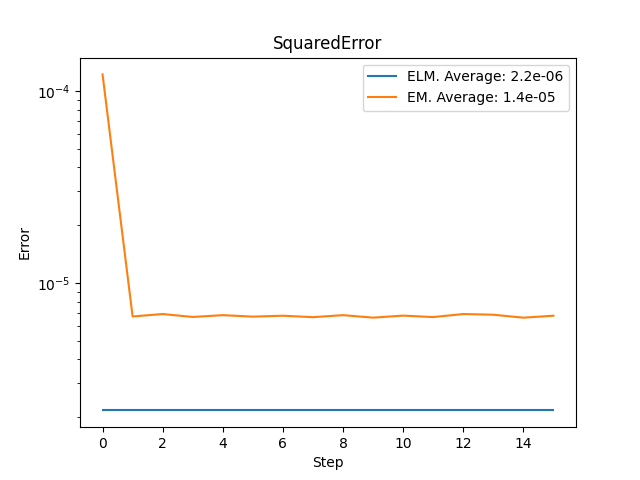 SquaredError
ELM. Average: 2.2e-06
EM. Average: 1.4e-05
10⁻⁴
10⁻⁵
Error
0 2 4 6 8 10 12 14
Step